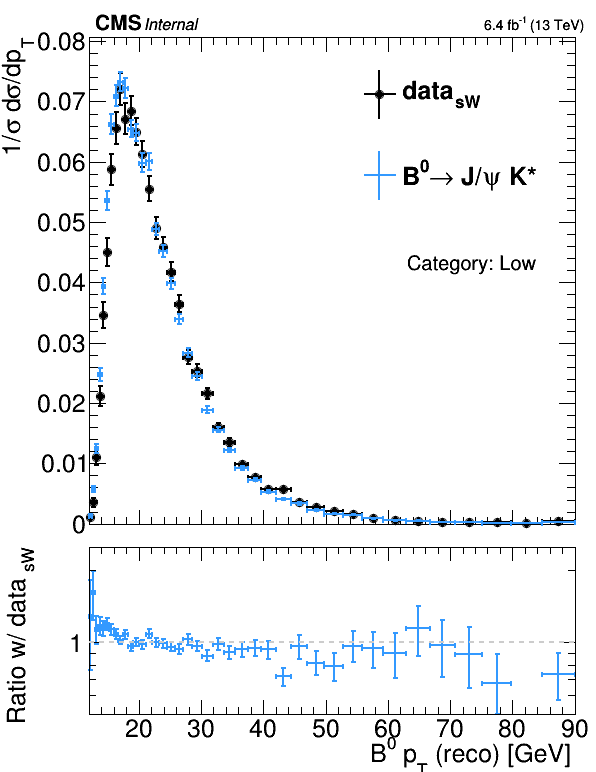 CMS Internal 6.4 fb⁻¹ (13 TeV)
1/σ dσ/dp_T
0.08
0.07
0.06
0.05
0.04
0.03
0.02
0.01
0
data_sW
B⁰→ J/ψ K*
Category: Low
Ratio w/ data_sW
1
20 30 40 50 60 70 80 90
B⁰ p_T (reco) [GeV]